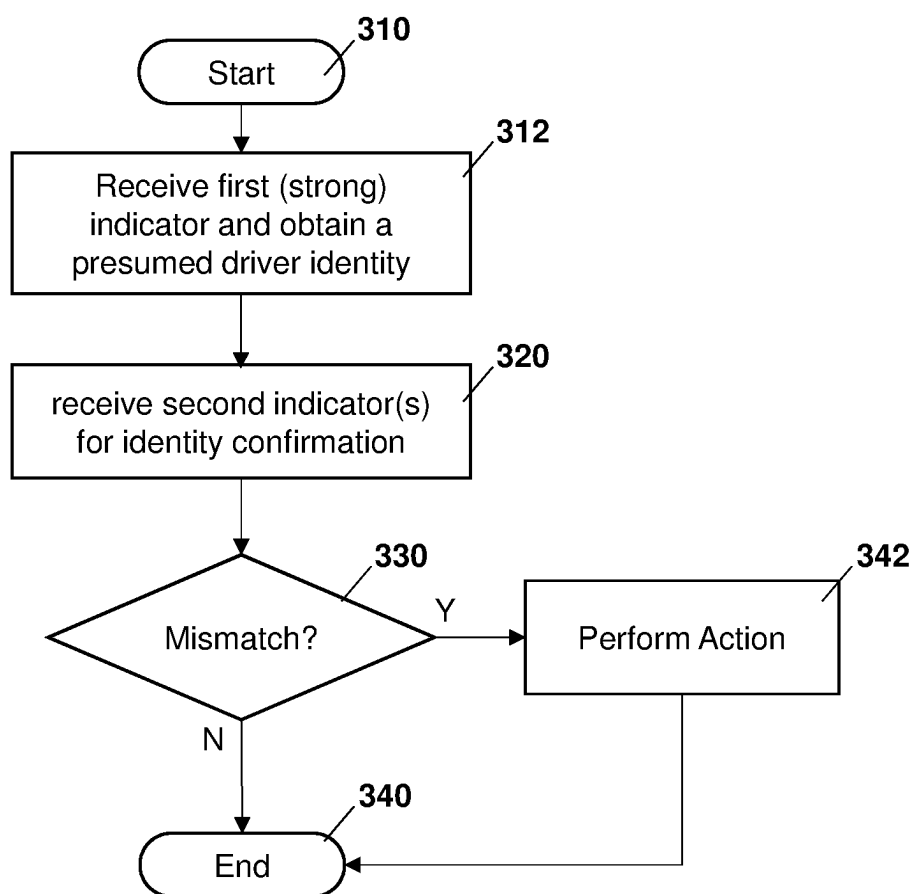 310
Start
312
Receive first (strong)
indicator and obtain a
presumed driver identity
320
receive second indicator(s)
for identity confirmation
330
Mismatch?
Y
342
Perform Action
N
340
End